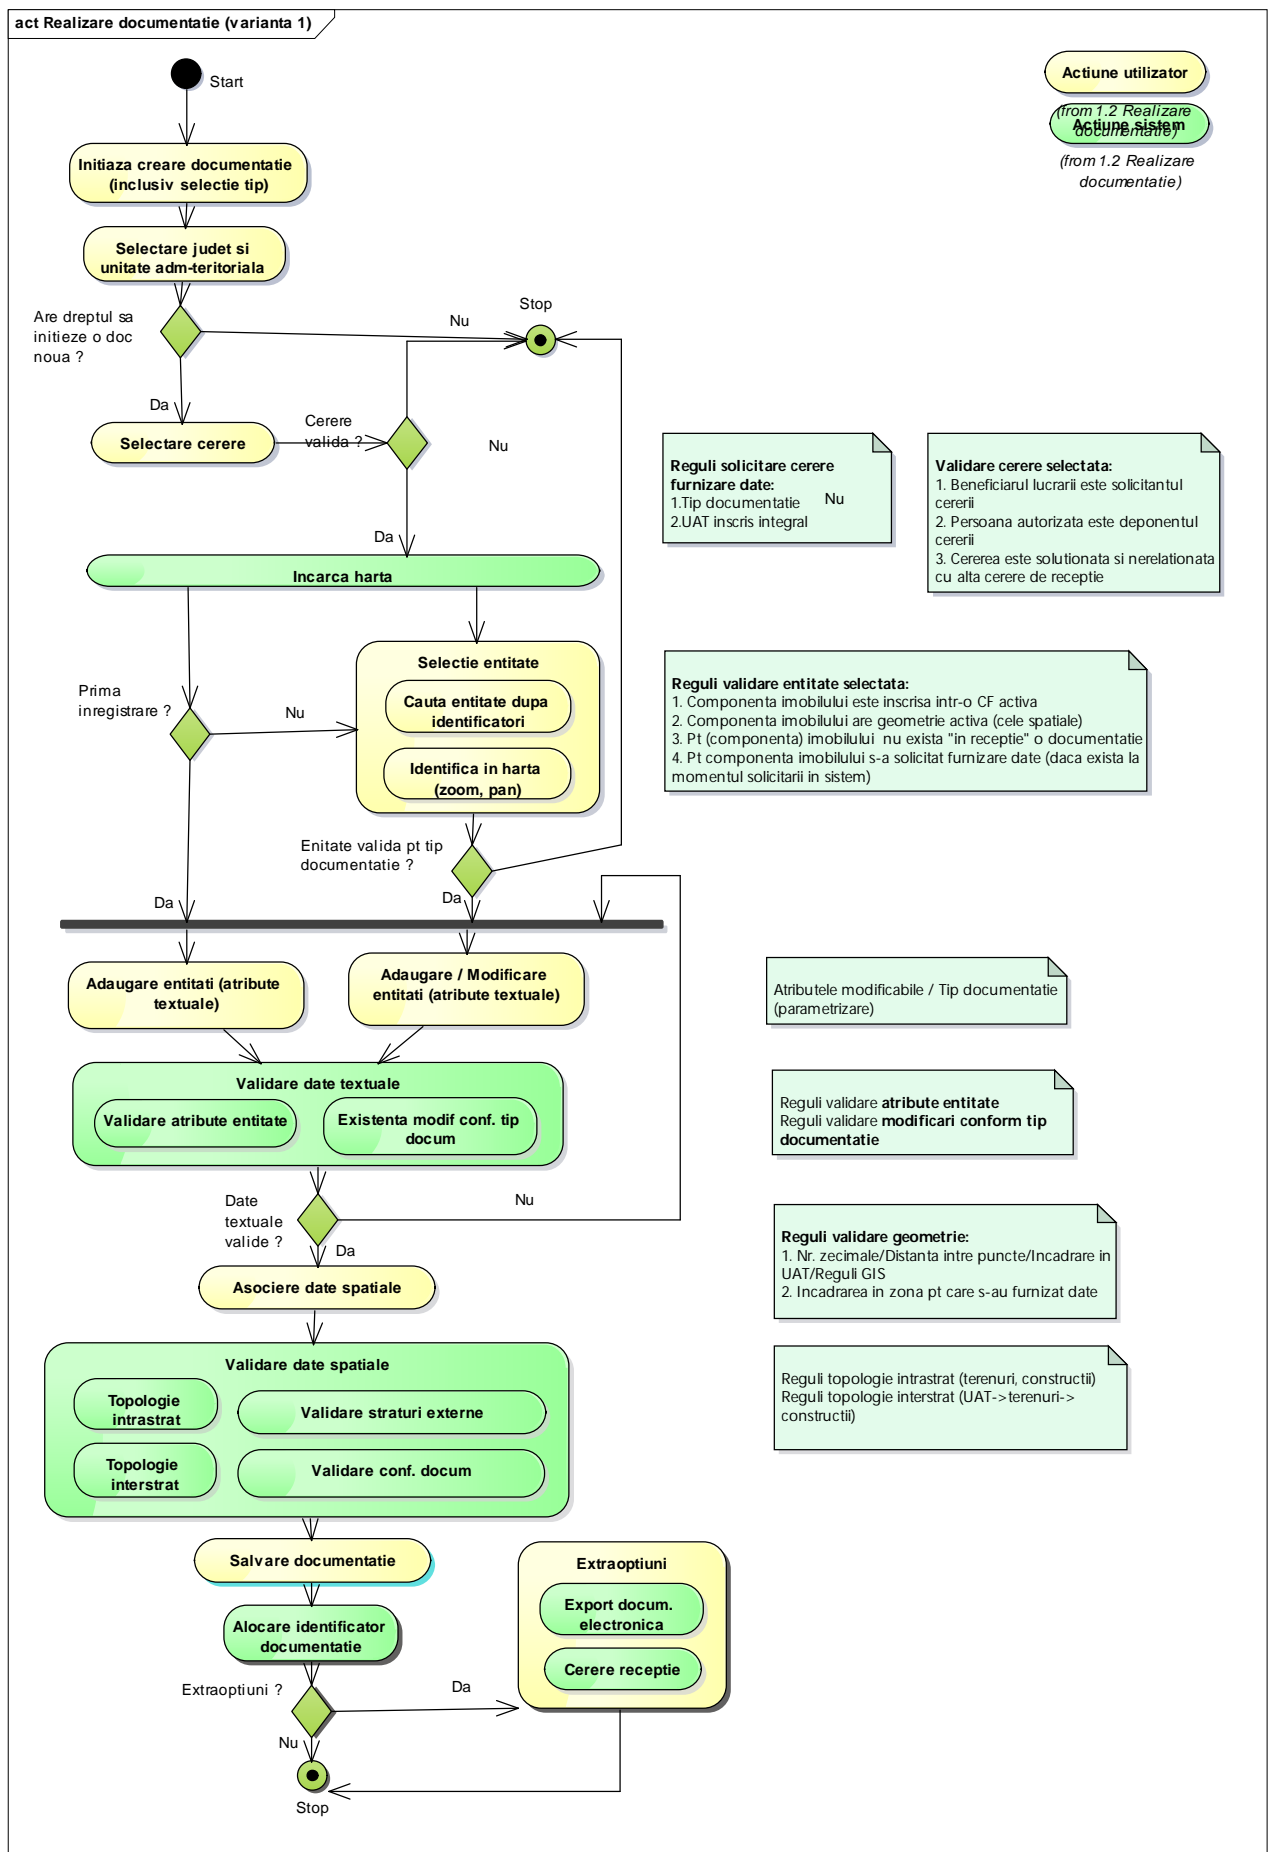 act Realizare documentatie (varianta 1)
Start
Actiune utilizator
(from 1.2 Realizare
documentatie)
Actiune sistem
(from 1.2 Realizare
documentatie)
Initiaza creare documentatie
(inclusiv selectie tip)
Selectare judet si
unitate adm-teritoriala
Are dreptul sa
initieze o doc
noua ?
Nu
Stop
Da
Selectare cerere
Cerere
valida ?
Nu
Da
Reguli solicitare cerere
furnizare date:
1.Tip documentatie
Nu
2.UAT inscris integral
Validare cerere selectata:
1. Beneficiarul lucrarii este solicitantul
cererii
2. Persoana autorizata este deponentul
cererii
3. Cererea este solutionata si nerelationata
cu alta cerere de receptie
Incarca harta
Prima
inregistrare ?
Nu
Selectie entitate
Cauta entitate dupa
identificatori
Identifica in harta
(zoom, pan)
Reguli validare entitate selectata:
1. Componenta imobilului este inscrisa intr-o CF activa
2. Componenta imobilului are geometrie activa (cele spatiale)
3. Pt (componenta) imobilului nu exista "in receptie" o documentatie
4. Pt componenta imobilului s-a solicitat furnizare date (daca exista la
momentul solicitarii in sistem)
Enitate valida pt tip
documentatie ?
Da
Da
Adaugare entitati (atribute
textuale)
Adaugare / Modificare
entitati (atribute textuale)
Atributele modificabile / Tip documentatie
(parametrizare)
Validare date textuale
Validare atribute entitate
Existenta modif conf. tip
docum
Reguli validare atribute entitate
Reguli validare modificari conform tip
documentatie
Date
textuale
valide ?
Nu
Da
Reguli validare geometrie:
1. Nr. zecimale/Distanta intre puncte/Incadrare in
UAT/Reguli GIS
2. Incadrarea in zona pt care s-au furnizat date
Asociere date spatiale
Validare date spatiale
Topologie
intrastrat
Validare straturi externe
Topologie
interstrat
Validare conf. docum
Reguli topologie intrastrat (terenuri, constructii)
Reguli topologie interstrat (UAT->terenuri->
constructii)
Salvare documentatie
Alocare identificator
documentatie
Extraoptiuni ?
Da
Nu
Extraoptiuni
Export docum.
electronica
Cerere receptie
Stop